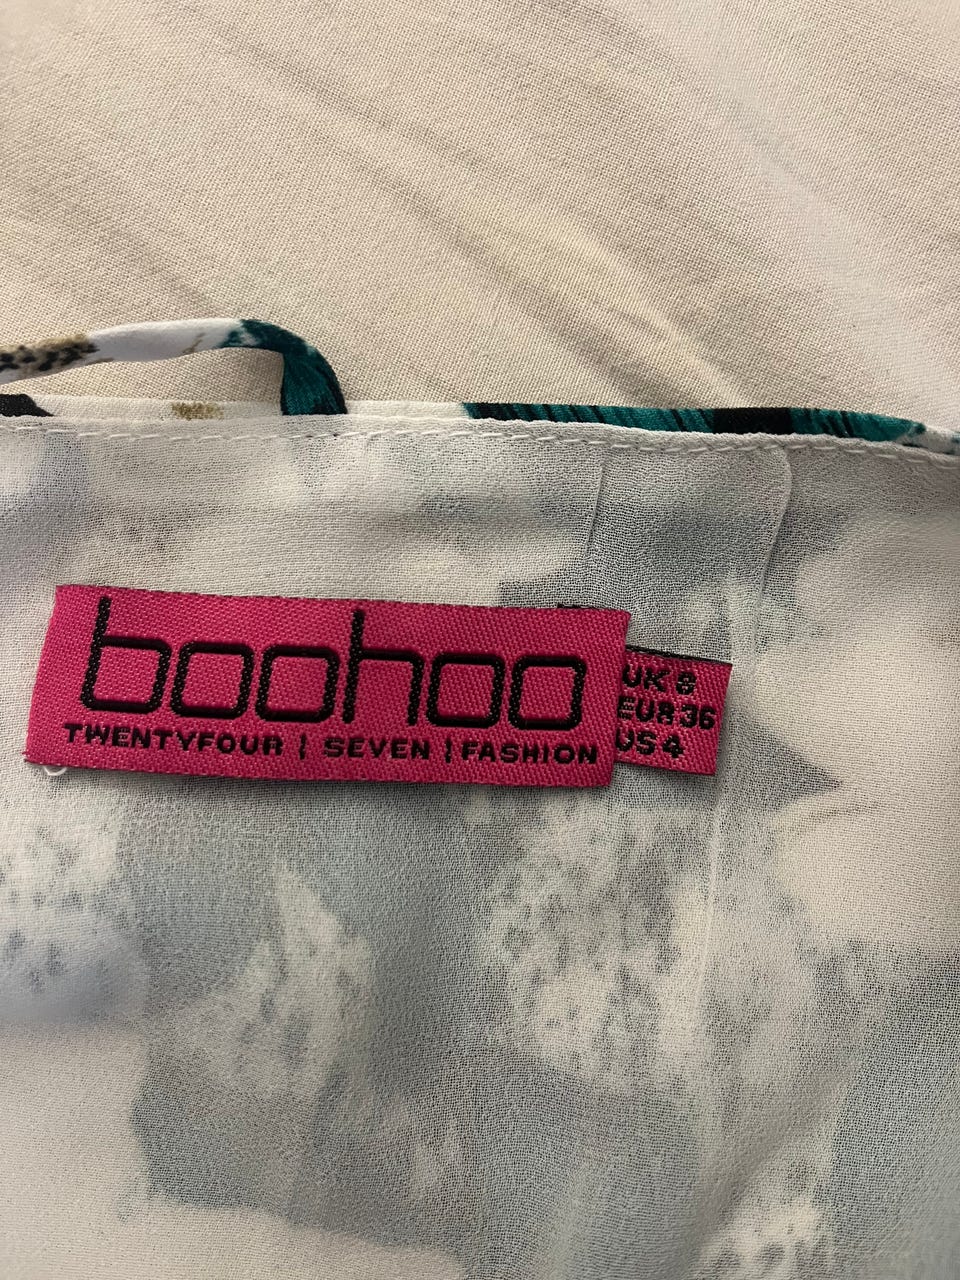 boohoo
TWENTYFOUR | SEVEN | FASHION
UK 8
EUR 36
US 4